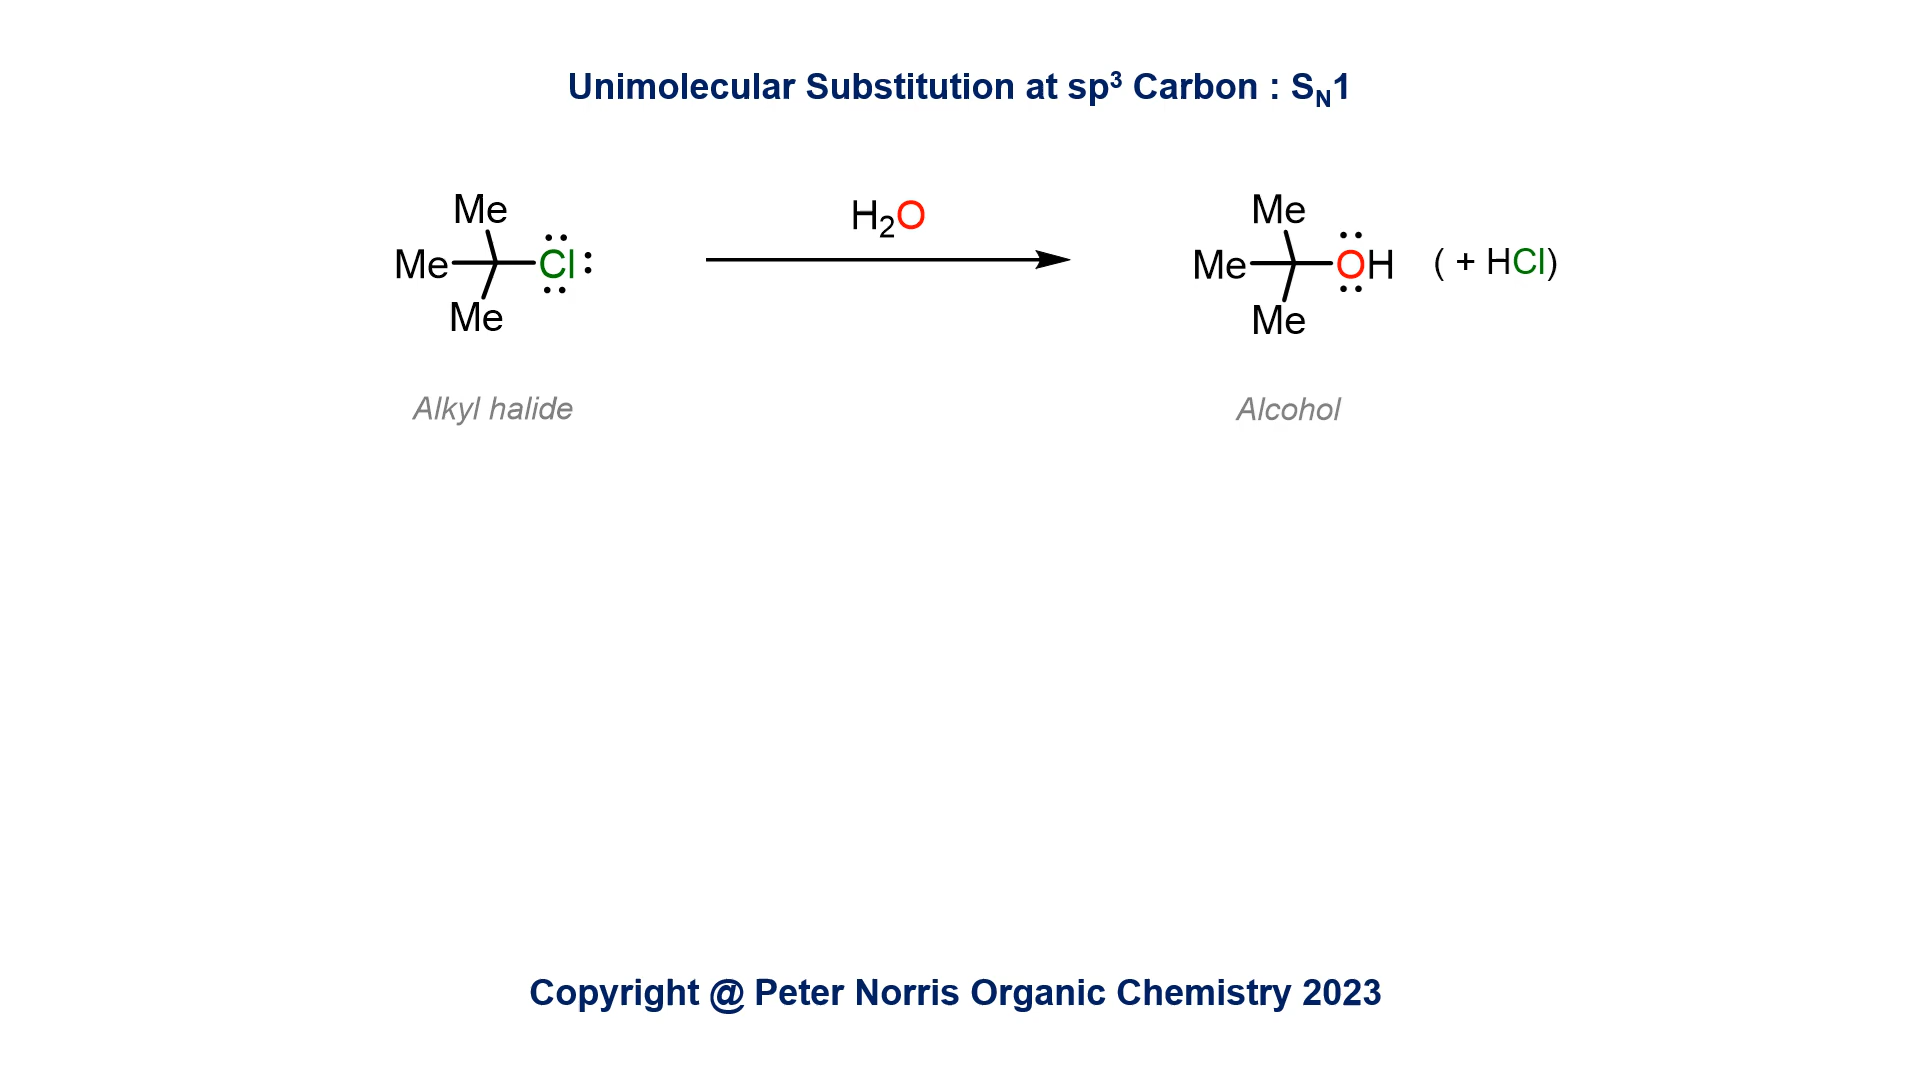 Unimolecular Substitution at sp³ Carbon : Sₙ1
Me
Me Cl
Me
H₂O
Me
Me OH ( + HCl)
Me
Alkyl halide
Alcohol
Copyright @ Peter Norris Organic Chemistry 2023